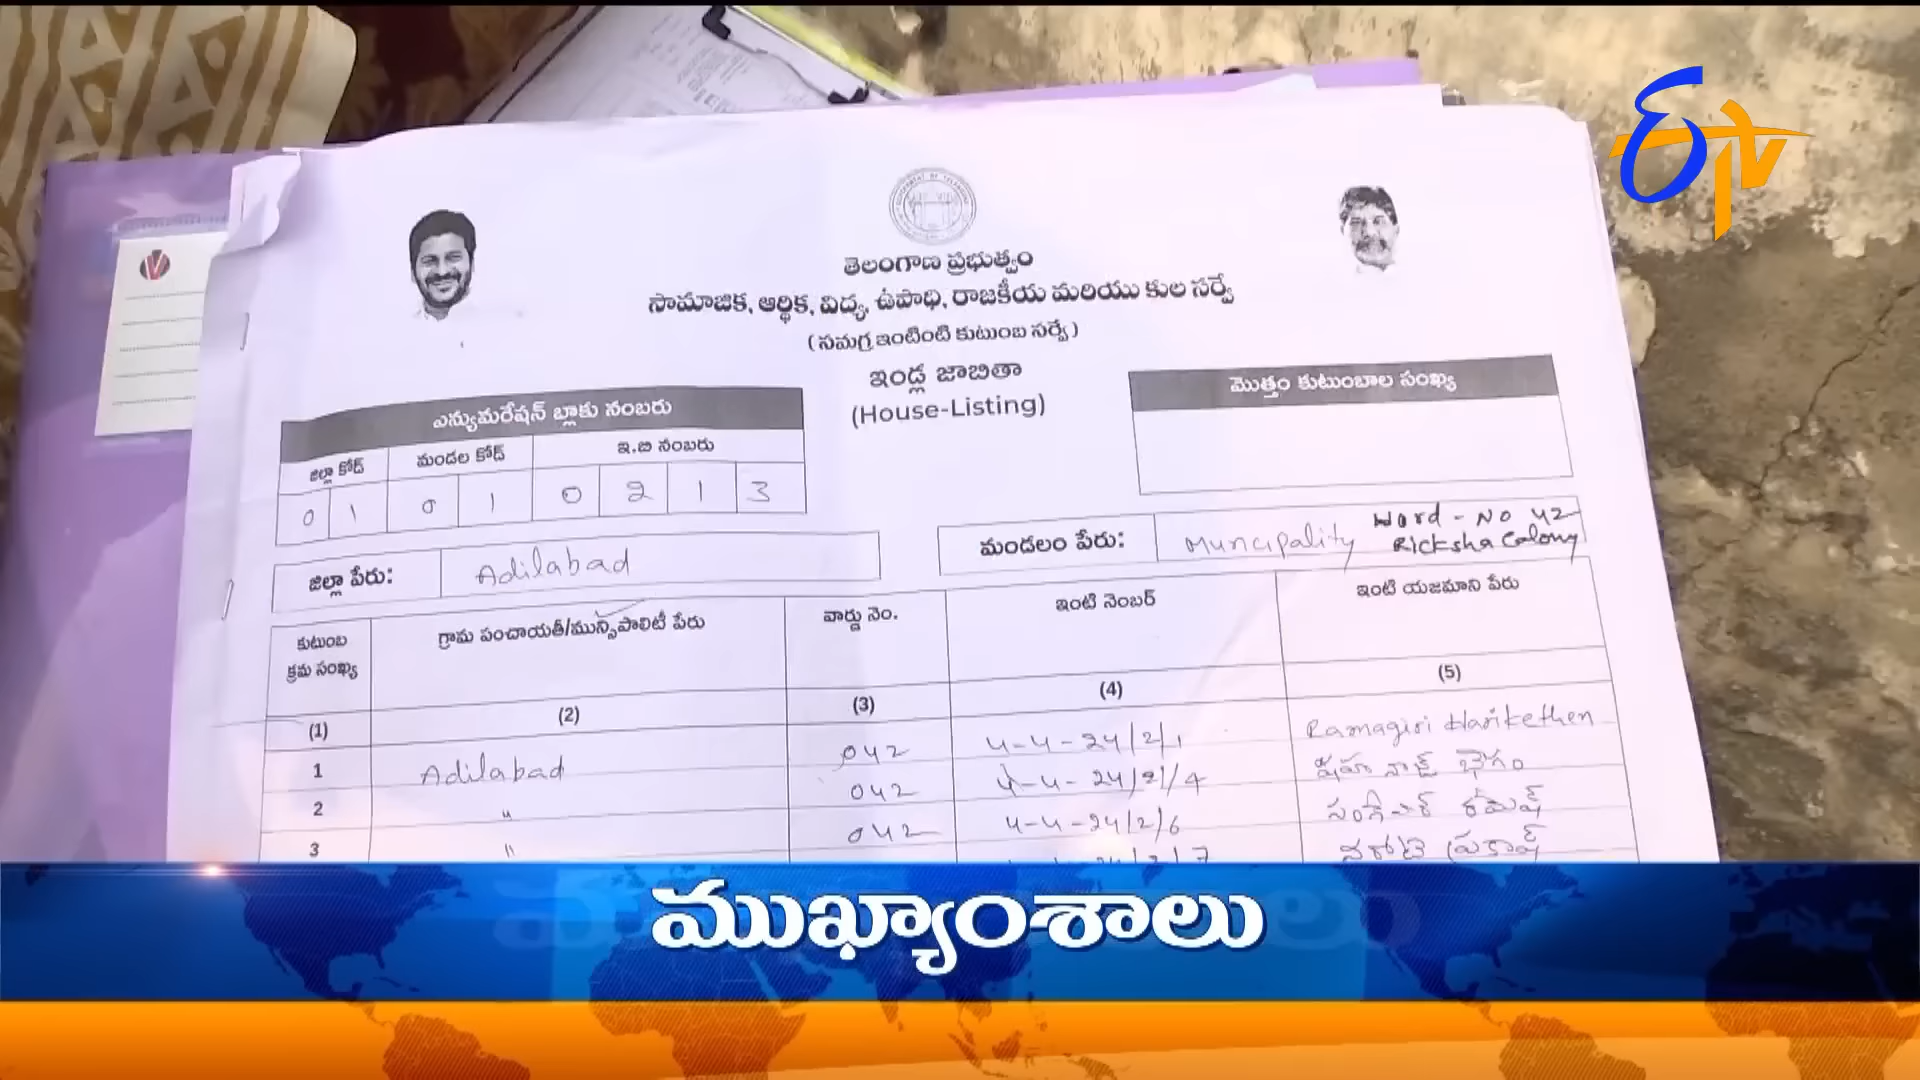 ETV
తెలంగాణ ప్రభుత్వం
సామాజిక, ఆర్థిక, విద్య, ఉపాధి, రాజకీయ మరియు కుల సర్వే
(సమగ్ర ఇంటింటి కుటుంబ సర్వే)
ఇండ్ల జాబితా
(House-Listing)
ఎన్యుమరేషన్ బ్లాకు నంబరు
జిల్లా కోడ్ మండల కోడ్ ఇ.బి నంబరు
0 1 0 1 0 2 1 3
మొత్తం కుటుంబాల సంఖ్య
జిల్లా పేరు: Adilabad
మండలం పేరు: Muncipality Word - No 42
Ricksha Colony
కుటుంబ క్రమ సంఖ్య గ్రామ పంచాయతీ/మున్సిపాలిటీ పేరు వార్డు నెం. ఇంటి నెంబర్ ఇంటి యజమాని పేరు
(1) (2) (3) (4) (5)
1 Adilabad 042 4-4-24/2/1 Ramagiri Harikethen
2 " 042 4-4-24/2/4
3 " 042 4-4-24/2/6
ముఖ్యాంశాలు